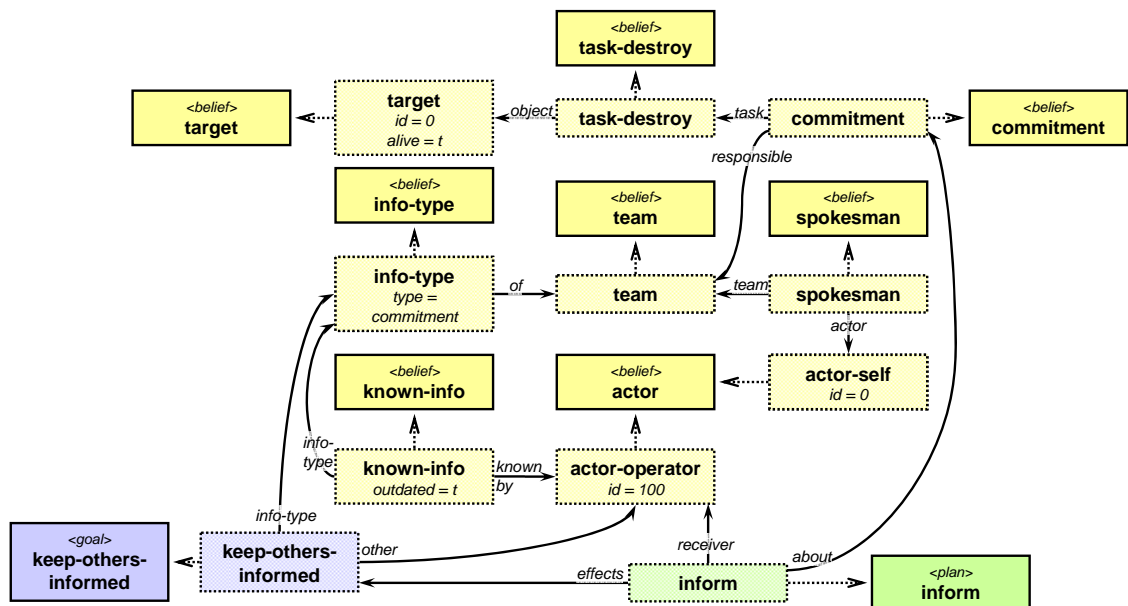 <belief>
task-destroy
<belief>
target
target
id = 0
alive = t
object
task-destroy
task
commitment
<belief>
commitment
responsible
<belief>
info-type
<belief>
team
<belief>
spokesman
info-type
type =
commitment
of
team
team
spokesman
actor
<belief>
known-info
<belief>
actor
actor-self
id = 0
info-
type
known-info
outdated = t
known
by
actor-operator
id = 100
info-type
<goal>
keep-others-
informed
keep-others-
informed
other
receiver
about
effects
inform
<plan>
inform